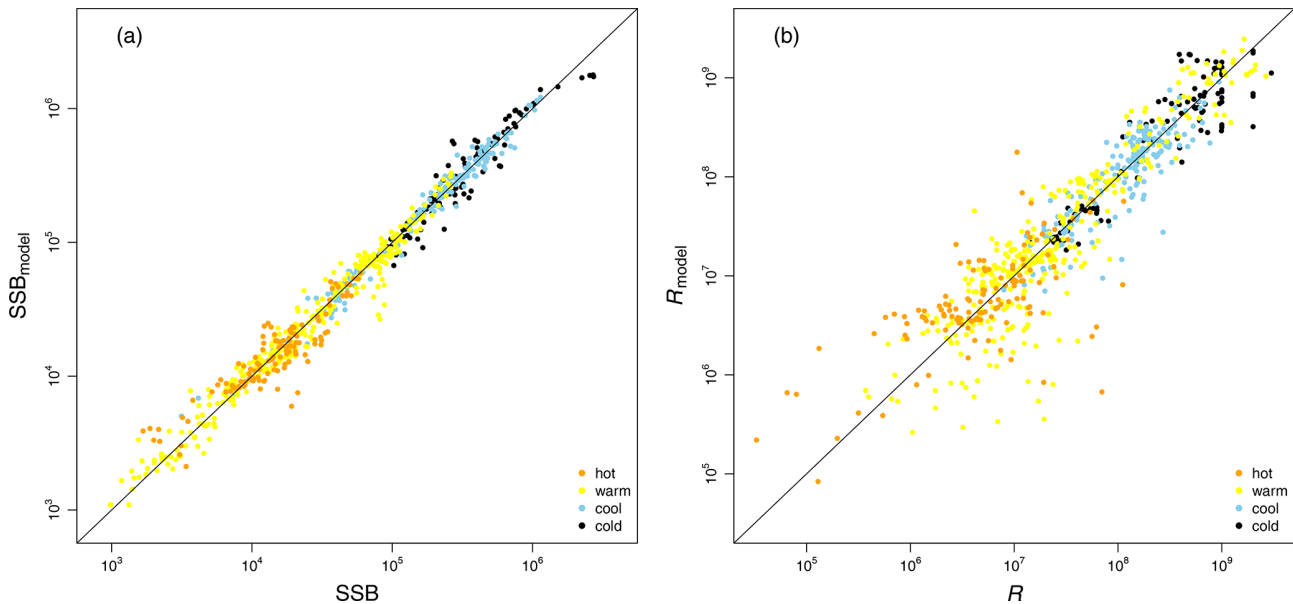 (a)
SSB_model
10^6
10^5
10^4
10^3
10^3 10^4 10^5 10^6
SSB
hot
warm
cool
cold
(b)
R_model
10^9
10^8
10^7
10^6
10^5
10^5 10^6 10^7 10^8 10^9
R
hot
warm
cool
cold